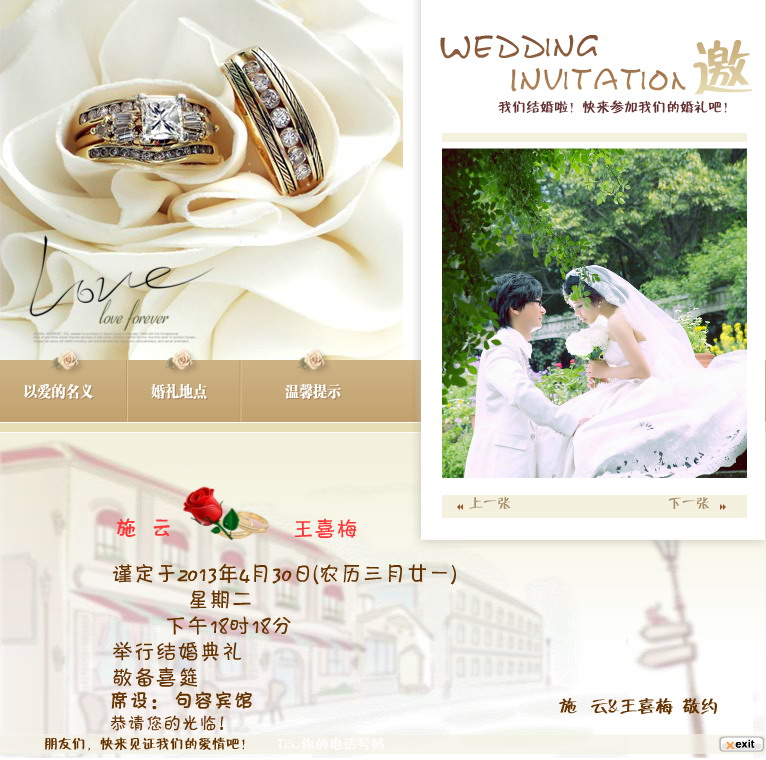 WEDDING
INVITATION 邀
我们结婚啦！快来参加我们的婚礼吧！
Love
love forever
以爱的名义 婚礼地点 温馨提示
上一张 下一张
施 云 王喜梅
谨定于2013年4月30日(农历三月廿一)
星期二
下午18时18分
举行结婚典礼
敬备喜筵
席设：句容宾馆
恭请您的光临！
施 云&王喜梅 敬约
朋友们，快来见证我们的爱情吧！ TEL:你的电话号码
exit